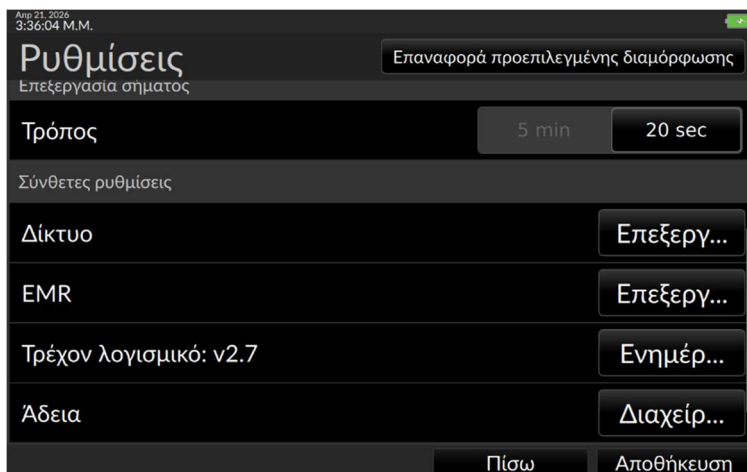 Απρ 21, 2026
3:36:04 Μ.Μ.
Ρυθμίσεις
Επαναφορά προεπιλεγμένης διαμόρφωσης
Επεξεργασία σήματος
Τρόπος
5 min
20 sec
Σύνθετες ρυθμίσεις
Δίκτυο
Επεξεργ...
EMR
Επεξεργ...
Τρέχον λογισμικό: v2.7
Ενημέρ...
Άδεια
Διαχείρ...
Πίσω
Αποθήκευση